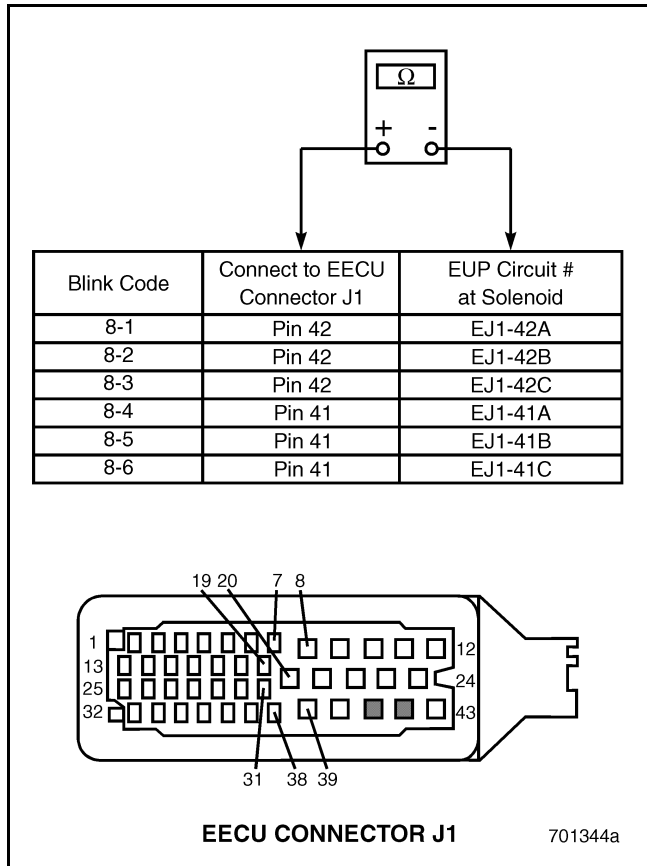 Ω
+ -
Blink Code Connect to EECU Connector J1 EUP Circuit # at Solenoid
8-1 Pin 42 EJ1-42A
8-2 Pin 42 EJ1-42B
8-3 Pin 42 EJ1-42C
8-4 Pin 41 EJ1-41A
8-5 Pin 41 EJ1-41B
8-6 Pin 41 EJ1-41C
19 20 7 8
1 12
13 24
25
32 43
31 38 39
EECU CONNECTOR J1 701344a